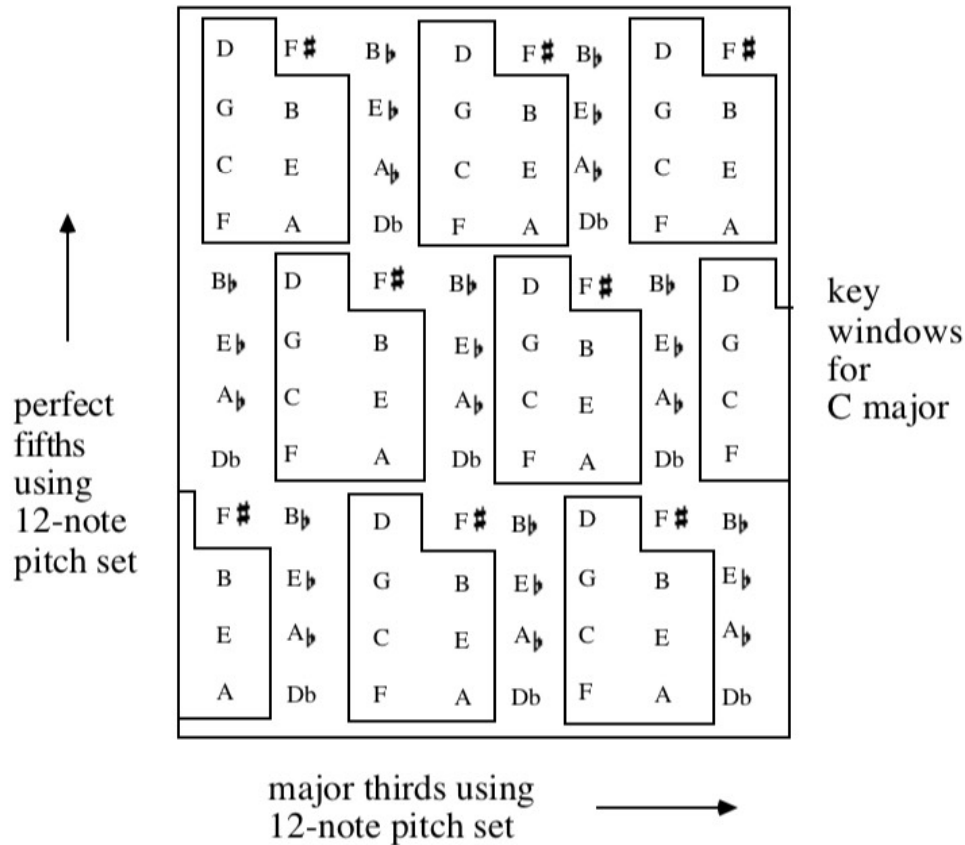 D F♯ B♭ D F♯ B♭ D F♯
G B E♭ G B E♭ G B
C E A♭ C E A♭ C E
F A Db F A Db F A
B♭ D F♯ B♭ D F♯ B♭ D
E♭ G B E♭ G B E♭ G
A♭ C E A♭ C E A♭ C
Db F A Db F A Db F
F♯ B♭ D F♯ B♭ D F♯ B♭
B E♭ G B E♭ G B E♭
E A♭ C E A♭ C E A♭
A Db F A Db F A Db
key
windows
for
C major
perfect
fifths
using
12-note
pitch set
major thirds using
12-note pitch set